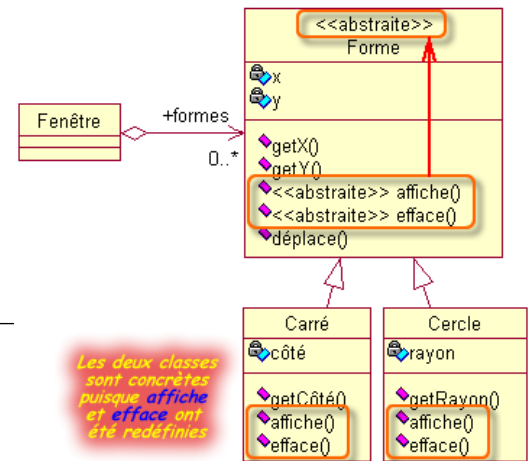 <<abstraite>>
Forme
x
y
getX()
getY()
<<abstraite>> affiche()
<<abstraite>> efface()
déplace()
Fenêtre
+formes
0..*
Carré
côté
getCôté()
affiche()
efface()
Cercle
rayon
getRayon()
affiche()
efface()
Les deux classes
sont concrètes
puisque affiche
et efface ont
été redéfinies